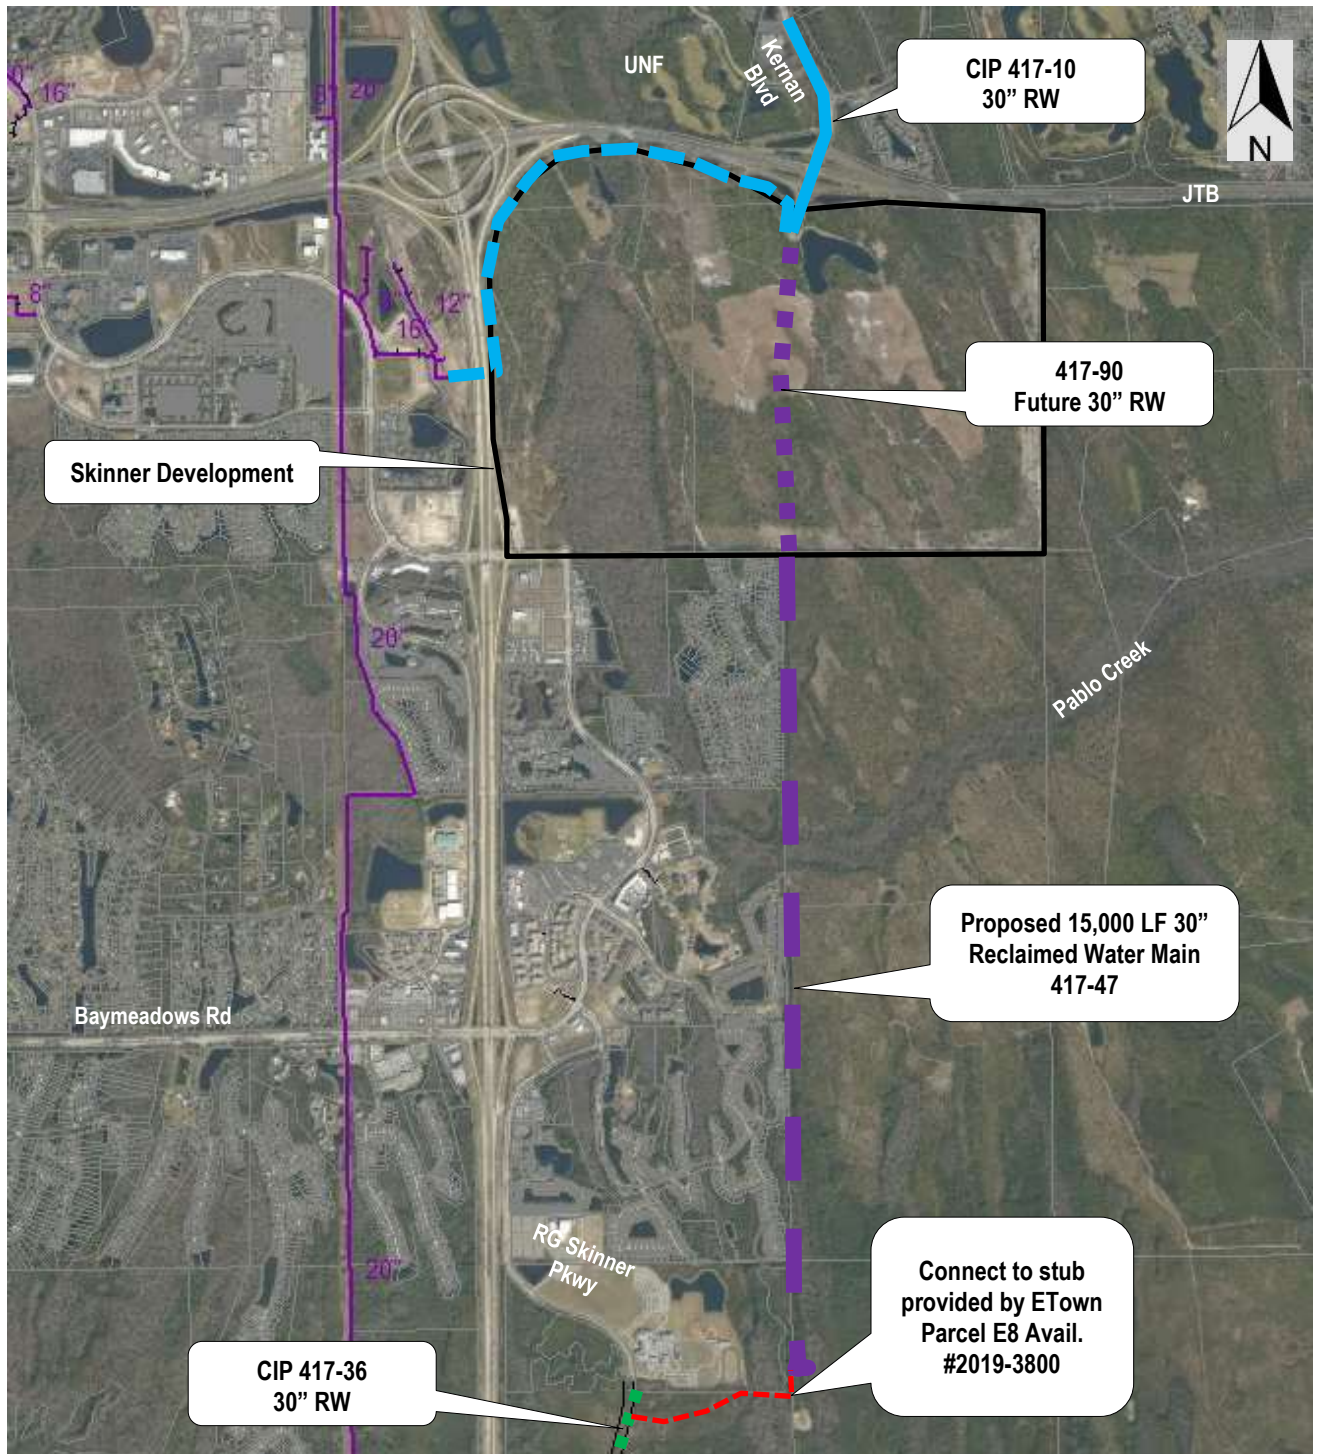 UNF
Kernan
Blvd
CIP 417-10
30” RW
N
16"
20"
JTB
8"
12"
16"
417-90
Future 30” RW
Skinner Development
20"
Pablo Creek
Proposed 15,000 LF 30”
Reclaimed Water Main
417-47
Baymeadows Rd
RG Skinner
Pkwy
20"
Connect to stub
provided by ETown
Parcel E8 Avail.
#2019-3800
CIP 417-36
30” RW